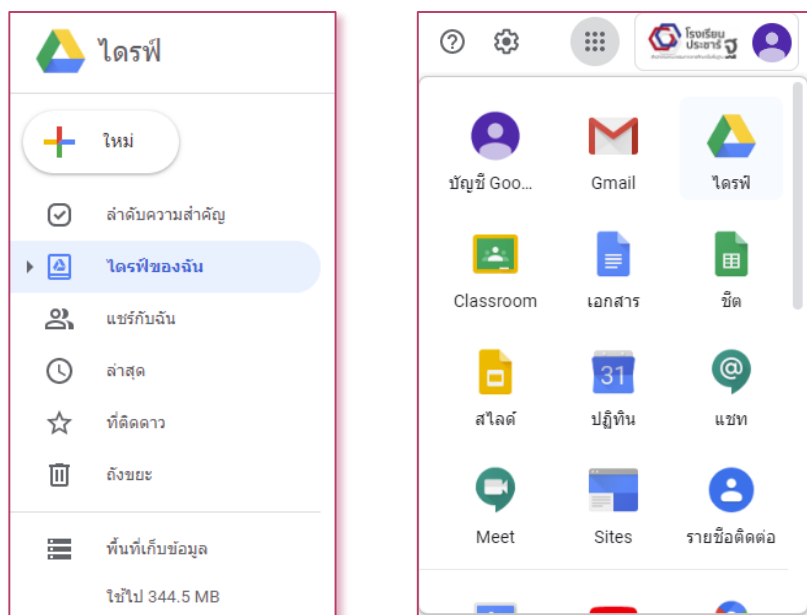 ไดรฟ์
ใหม่
ลำดับความสำคัญ
ไดรฟ์ของฉัน
แชร์กับฉัน
ล่าสุด
ที่ติดดาว
ถังขยะ
พื้นที่เก็บข้อมูล
ใช้ไป 344.5 MB
โรงเรียน
ประชารัฐ
บัญชี Goo...
Gmail
ไดรฟ์
Classroom
เอกสาร
ชีต
สไลด์
31
ปฏิทิน
แชท
Meet
Sites
รายชื่อติดต่อ